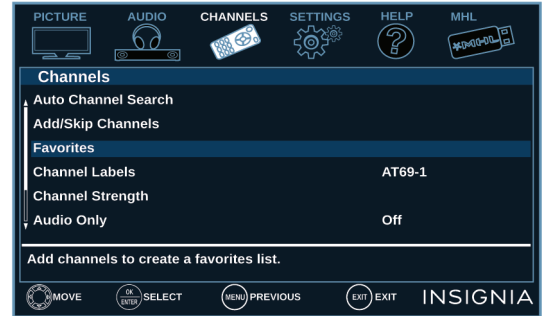 PICTURE AUDIO CHANNELS SETTINGS HELP MHL
?
MHL
Channels
Auto Channel Search
Add/Skip Channels
Favorites
Channel Labels AT69-1
Channel Strength
Audio Only Off
Add channels to create a favorites list.
MOVE OK ENTER SELECT MENU PREVIOUS EXIT EXIT INSIGNIA